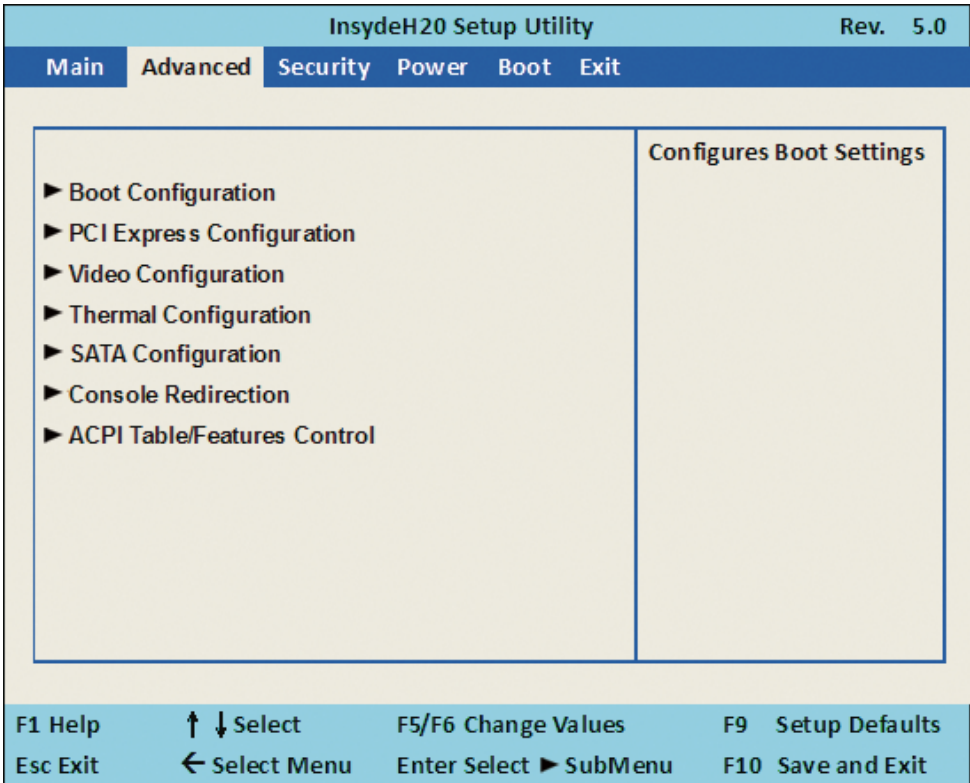 InsydeH20 Setup Utility Rev. 5.0
Main Advanced Security Power Boot Exit
Configures Boot Settings
► Boot Configuration
► PCI Express Configuration
► Video Configuration
► Thermal Configuration
► SATA Configuration
► Console Redirection
► ACPI Table/Features Control
F1 Help ↑ ↓ Select F5/F6 Change Values F9 Setup Defaults
Esc Exit ← Select Menu Enter Select ► SubMenu F10 Save and Exit